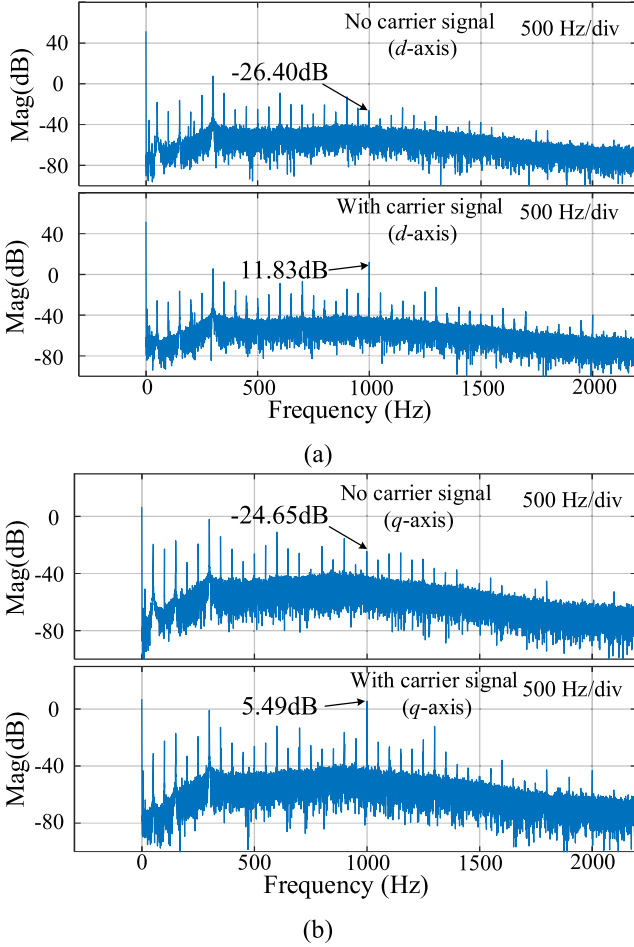 No carrier signal
(d-axis)
500 Hz/div
-26.40dB
Mag(dB)
40
0
-40
-80
With carrier signal
(d-axis)
500 Hz/div
11.83dB
Mag(dB)
40
0
-40
-80
0 500 1000 1500 2000
Frequency (Hz)
(a)
No carrier signal
(q-axis)
500 Hz/div
-24.65dB
Mag(dB)
0
-40
-80
With carrier signal
(q-axis)
500 Hz/div
5.49dB
Mag(dB)
0
-40
-80
0 500 1000 1500 2000
Frequency (Hz)
(b)